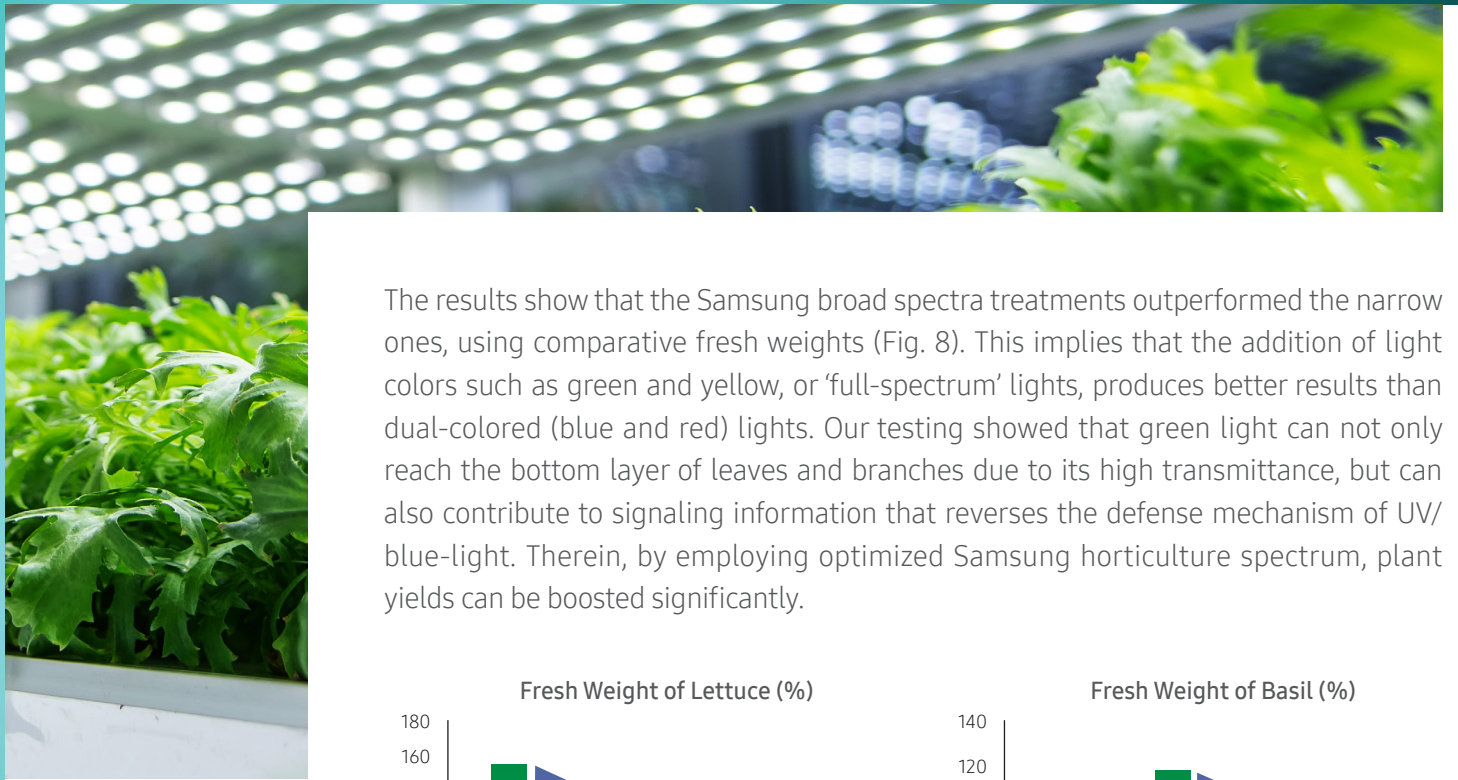 The results show that the Samsung broad spectra treatments outperformed the narrow
ones, using comparative fresh weights (Fig. 8). This implies that the addition of light
colors such as green and yellow, or ‘full-spectrum’ lights, produces better results than
dual-colored (blue and red) lights. Our testing showed that green light can not only
reach the bottom layer of leaves and branches due to its high transmittance, but can
also contribute to signaling information that reverses the defense mechanism of UV/
blue-light. Therein, by employing optimized Samsung horticulture spectrum, plant
yields can be boosted significantly.
Fresh Weight of Lettuce (%)
180
160
Fresh Weight of Basil (%)
140
120